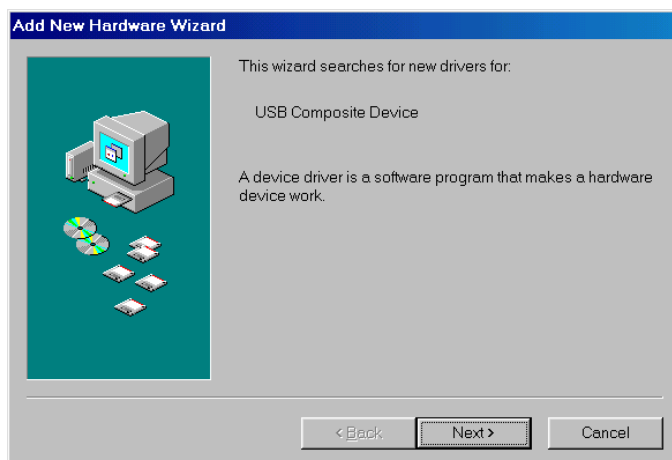 Add New Hardware Wizard
This wizard searches for new drivers for:
USB Composite Device
A device driver is a software program that makes a hardware
device work.
< Back
Next >
Cancel